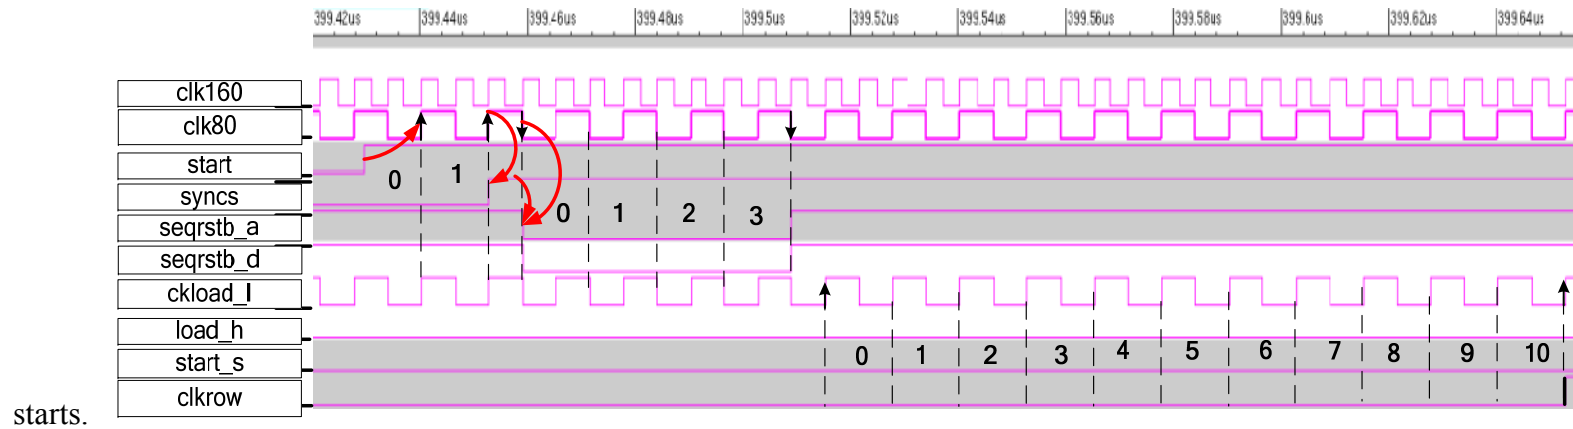 399.42us 399.44us 399.46us 399.48us 399.5us 399.52us 399.54us 399.56us 399.58us 399.6us 399.62us 399.64us
clk160
clk80
start
0 1
syncs
seqrstb_a
0 1 2 3
seqrstb_d
ckload_l
load_h
start_s
0 1 2 3 4 5 6 7 8 9 10
clkrow
starts.